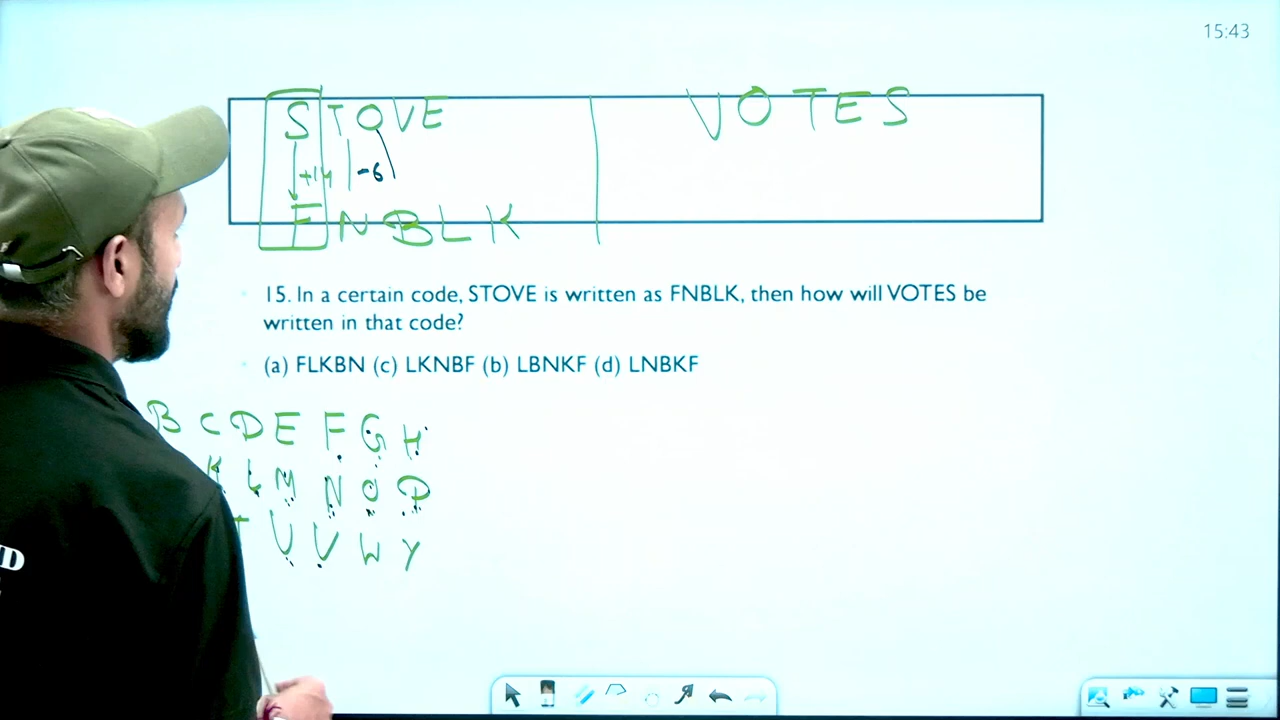 15:43
STOVE VOTES
+14 -6
FNBLK
15. In a certain code, STOVE is written as FNBLK, then how will VOTES be
written in that code?
(a) FLKBN (c) LKNBF (b) LBNKF (d) LNBKF
B C D E F G H
K L M N O P
T U V W Y
D